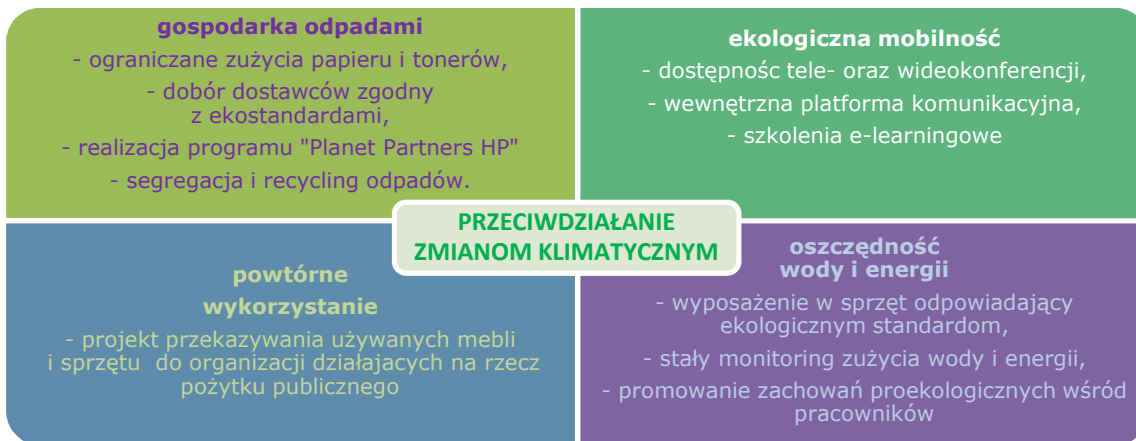 gospodarka odpadami
- ograniczane zużycia papieru i tonerów,
- dobór dostawców zgodny
z ekostandardami,
- realizacja programu "Planet Partners HP"
- segregacja i recycling odpadów.
ekologiczna mobilność
- dostępnośc tele- oraz wideokonferencji,
- wewnętrzna platforma komunikacyjna,
- szkolenia e-learningowe
PRZECIWDZIAŁANIE
ZMIANOM KLIMATYCZNYM
powtórne
wykorzystanie
- projekt przekazywania używanych mebli
i sprzętu do organizacji działajacych na rzecz
pożytku publicznego
oszczędność
wody i energii
- wyposażenie w sprzęt odpowiadający
ekologicznym standardom,
- stały monitoring zużycia wody i energii,
- promowanie zachowań proekologicznych wśród
pracowników